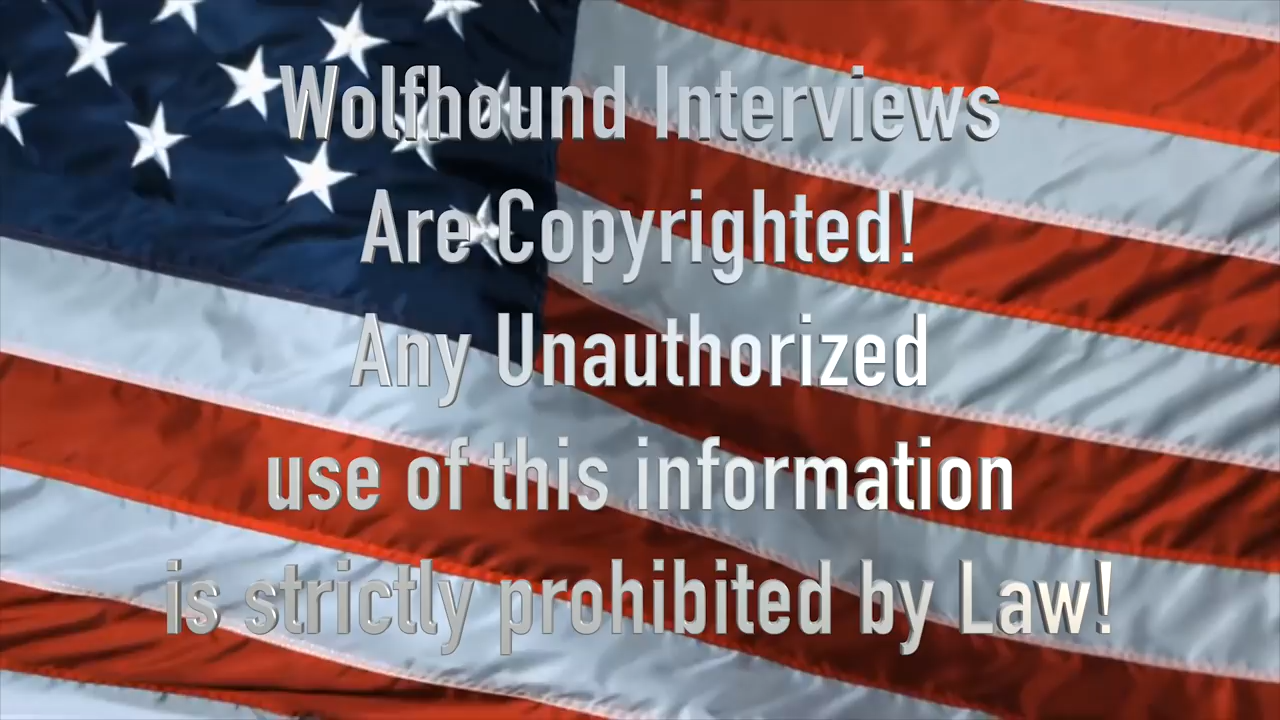 Wolfhound Interviews
Are Copyrighted!
Any Unauthorized
use of this information
is strictly prohibited by Law!